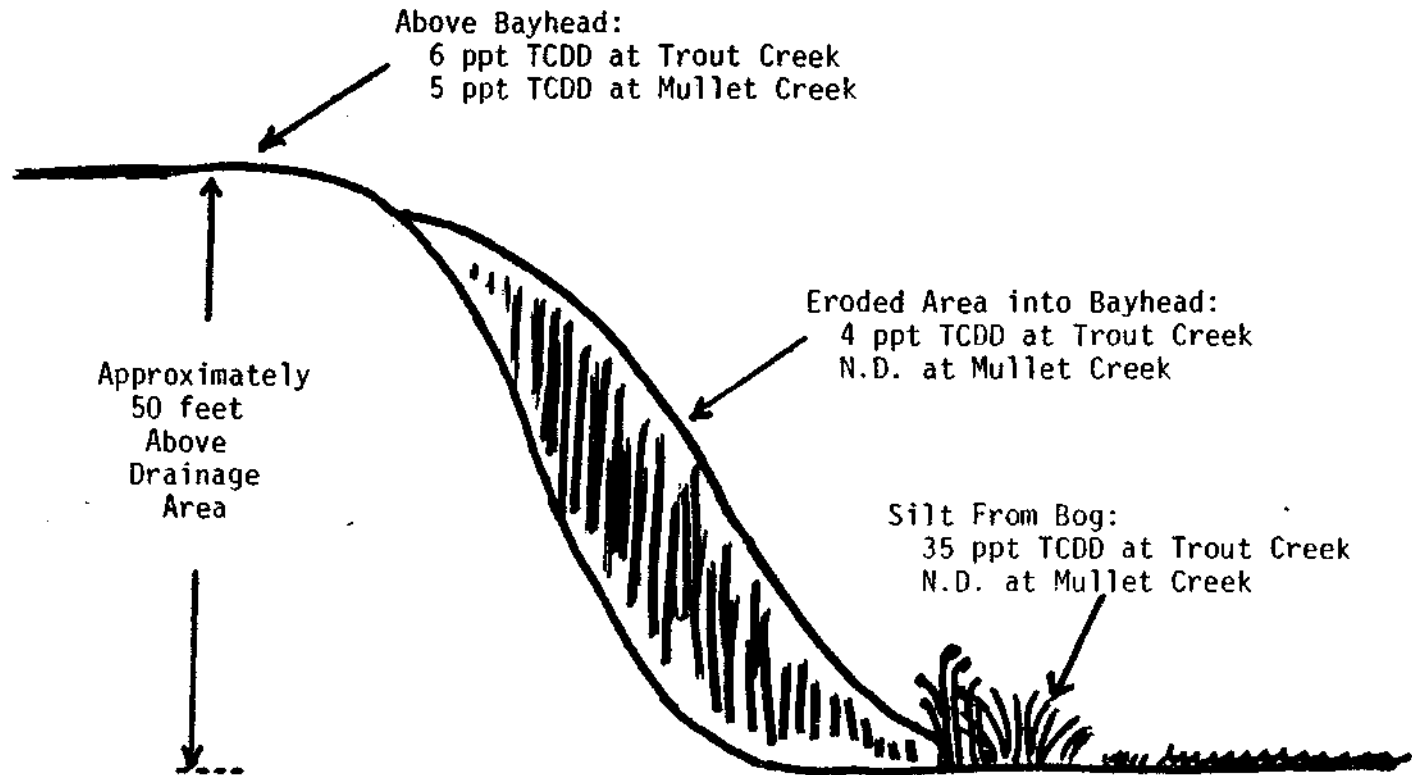 Above Bayhead:
6 ppt TCDD at Trout Creek
5 ppt TCDD at Mullet Creek
Eroded Area into Bayhead:
4 ppt TCDD at Trout Creek
N.D. at Mullet Creek
Approximately
50 feet
Above
Drainage
Area
Silt From Bog:
35 ppt TCDD at Trout Creek
N.D. at Mullet Creek